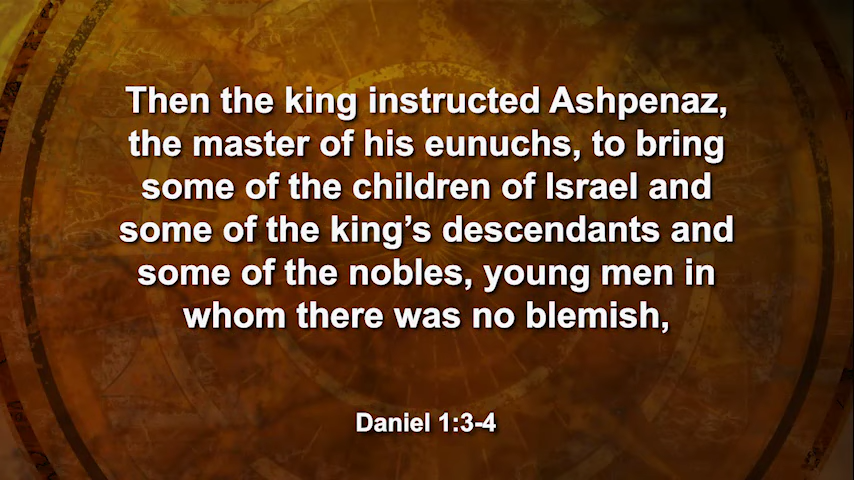 Then the king instructed Ashpenaz,
the master of his eunuchs, to bring
some of the children of Israel and
some of the king’s descendants and
some of the nobles, young men in
whom there was no blemish,
Daniel 1:3-4